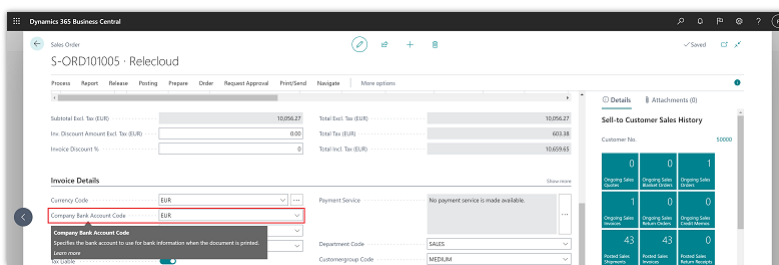 Dynamics 365 Business Central
Sales Order
Saved
S-ORD101005 · Relecloud
Process Report Release Posting Prepare Order Request Approval Print/Send Navigate More options
Details Attachments (0)
Subtotal Excl. Tax (EUR) 10,056.27 Total Excl. Tax (EUR) 10,056.27
Inv. Discount Amount Excl. Tax (EUR) 0.00 Total Tax (EUR) 603.38
Invoice Discount % 0 Total Incl. Tax (EUR) 10,659.65
Sell-to Customer Sales History
Customer No. 50000
0 0 1
Ongoing Sales Quotes Ongoing Sales Blanket Orders Ongoing Sales Orders
Invoice Details Show more
Currency Code EUR Payment Service No payment service is made available.
Company Bank Account Code EUR
1 0 0
Ongoing Sales Invoices Ongoing Sales Return Orders Ongoing Sales Credit Memos
Company Bank Account Code
Specifies the bank account to use for bank information when the document is printed.
Learn more
Department Code SALES
Tax Liable Customergroup Code MEDIUM
43 43 0
Posted Sales Shipments Posted Sales Invoices Posted Sales Return Receipts